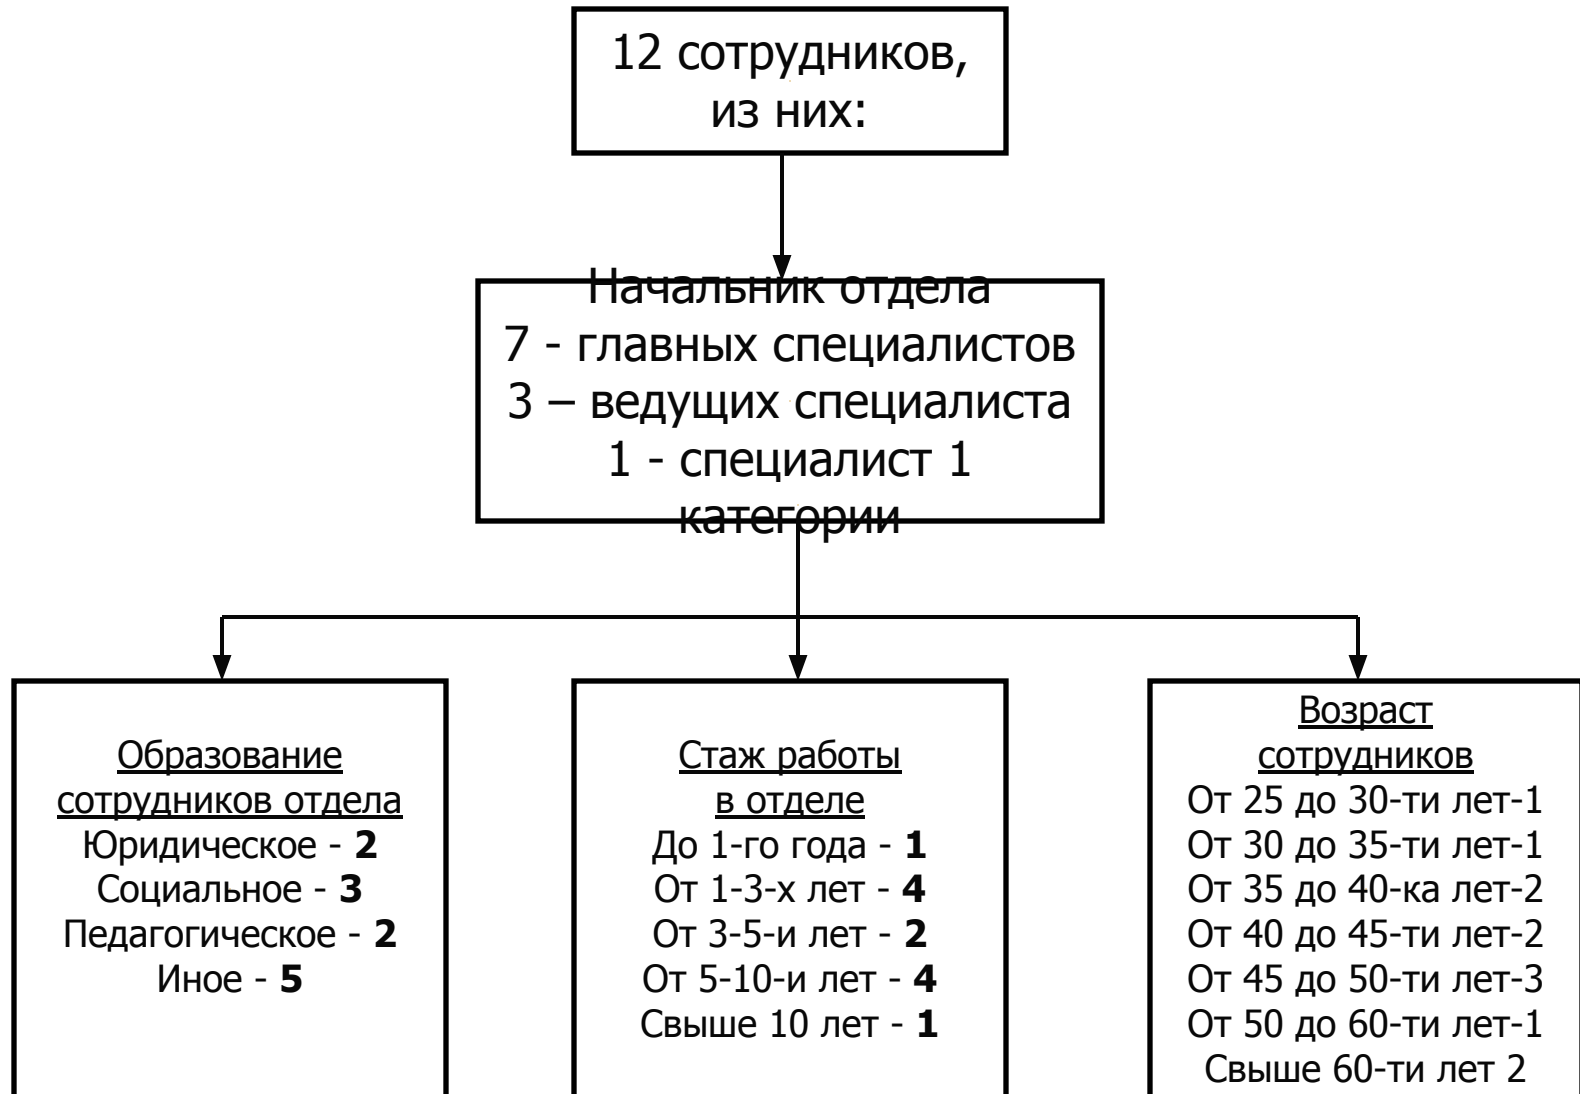 12 сотрудников,
из них:
Начальник отдела
7 - главных специалистов
3 – ведущих специалиста
1 - специалист 1
категории
Образование
сотрудников отдела
Юридическое - 2
Социальное - 3
Педагогическое - 2
Иное - 5
Стаж работы
в отделе
До 1-го года - 1
От 1-3-х лет - 4
От 3-5-и лет - 2
От 5-10-и лет - 4
Свыше 10 лет - 1
Возраст
сотрудников
От 25 до 30-ти лет-1
От 30 до 35-ти лет-1
От 35 до 40-ка лет-2
От 40 до 45-ти лет-2
От 45 до 50-ти лет-3
От 50 до 60-ти лет-1
Свыше 60-ти лет 2